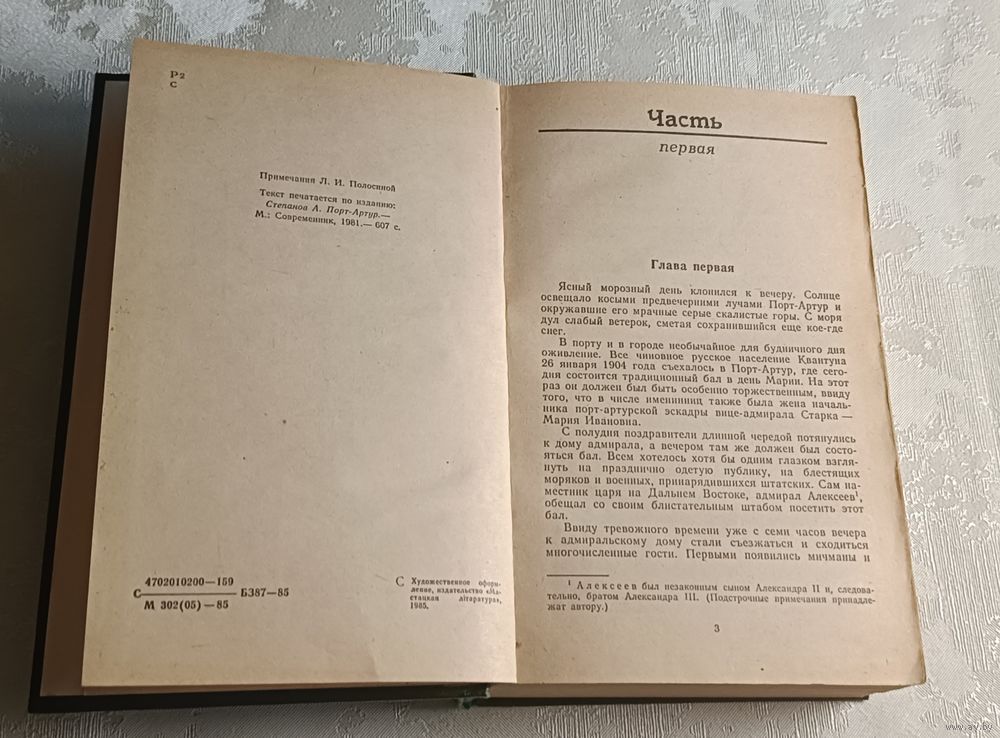 Р2
С
Примечания Л. И. Полосиной
Текст печатается по изданию:
Степанов А. Порт-Артур.—
М.: Современник, 1981.— 607 с.
4702010200—159
С
Б387—85
М 302(05)—85
С Художественное оформ-
ление, издательство «Ма-
стацкая літаратура»,
1985.
Часть
первая
Глава первая
Ясный морозный день клонился к вечеру. Солнце
освещало косыми предвечерними лучами Порт-Артур и
окружавшие его мрачные серые скалистые горы. С моря
дул слабый ветерок, сметая сохранившийся еще кое-где
снег.
В порту и в городе необычайное для будничного дня
оживление. Все чиновное русское население Квантуна
26 января 1904 года съехалось в Порт-Артур, где сего-
дня состоится традиционный бал в день Марии. На этот
раз он должен был быть особенно торжественным, ввиду
того, что в числе именинниц также была жена началь-
ника порт-артурской эскадры вице-адмирала Старка —
Мария Ивановна.
С полудня поздравители длинной чередой потянулись
к дому адмирала, а вечером там же должен был состо-
яться бал. Всем хотелось хотя бы одним глазком взгля-
нуть на празднично одетую публику, на блестящих
моряков и военных, принарядившихся штатских. Сам на-
местник царя на Дальнем Востоке, адмирал Алексеев¹,
обещал со своим блистательным штабом посетить этот
бал.
Ввиду тревожного времени уже с семи часов вечера
к адмиральскому дому стали съезжаться и сходиться
многочисленные гости. Первыми появились мичманы и
¹ Алексеев был незаконным сыном Александра II и, следова-
тельно, братом Александра III. (Подстрочные примечания принадле-
жат автору.)
3
www.av.by